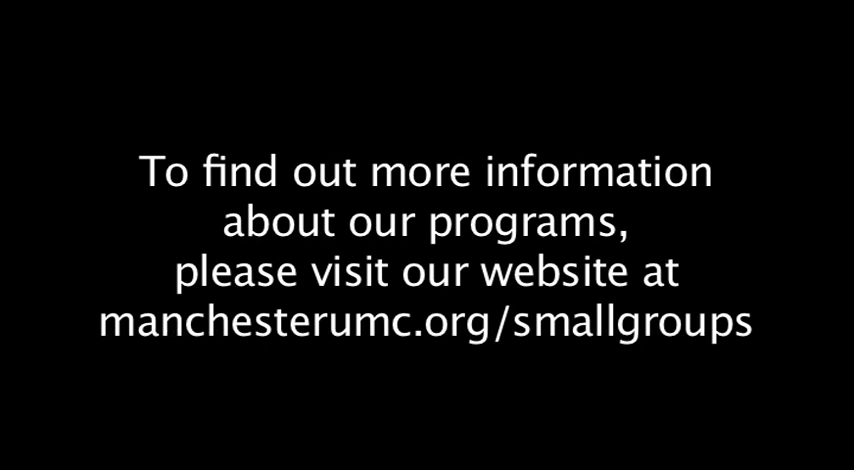 To find out more information
about our programs,
please visit our website at
manchesterumc.org/smallgroups